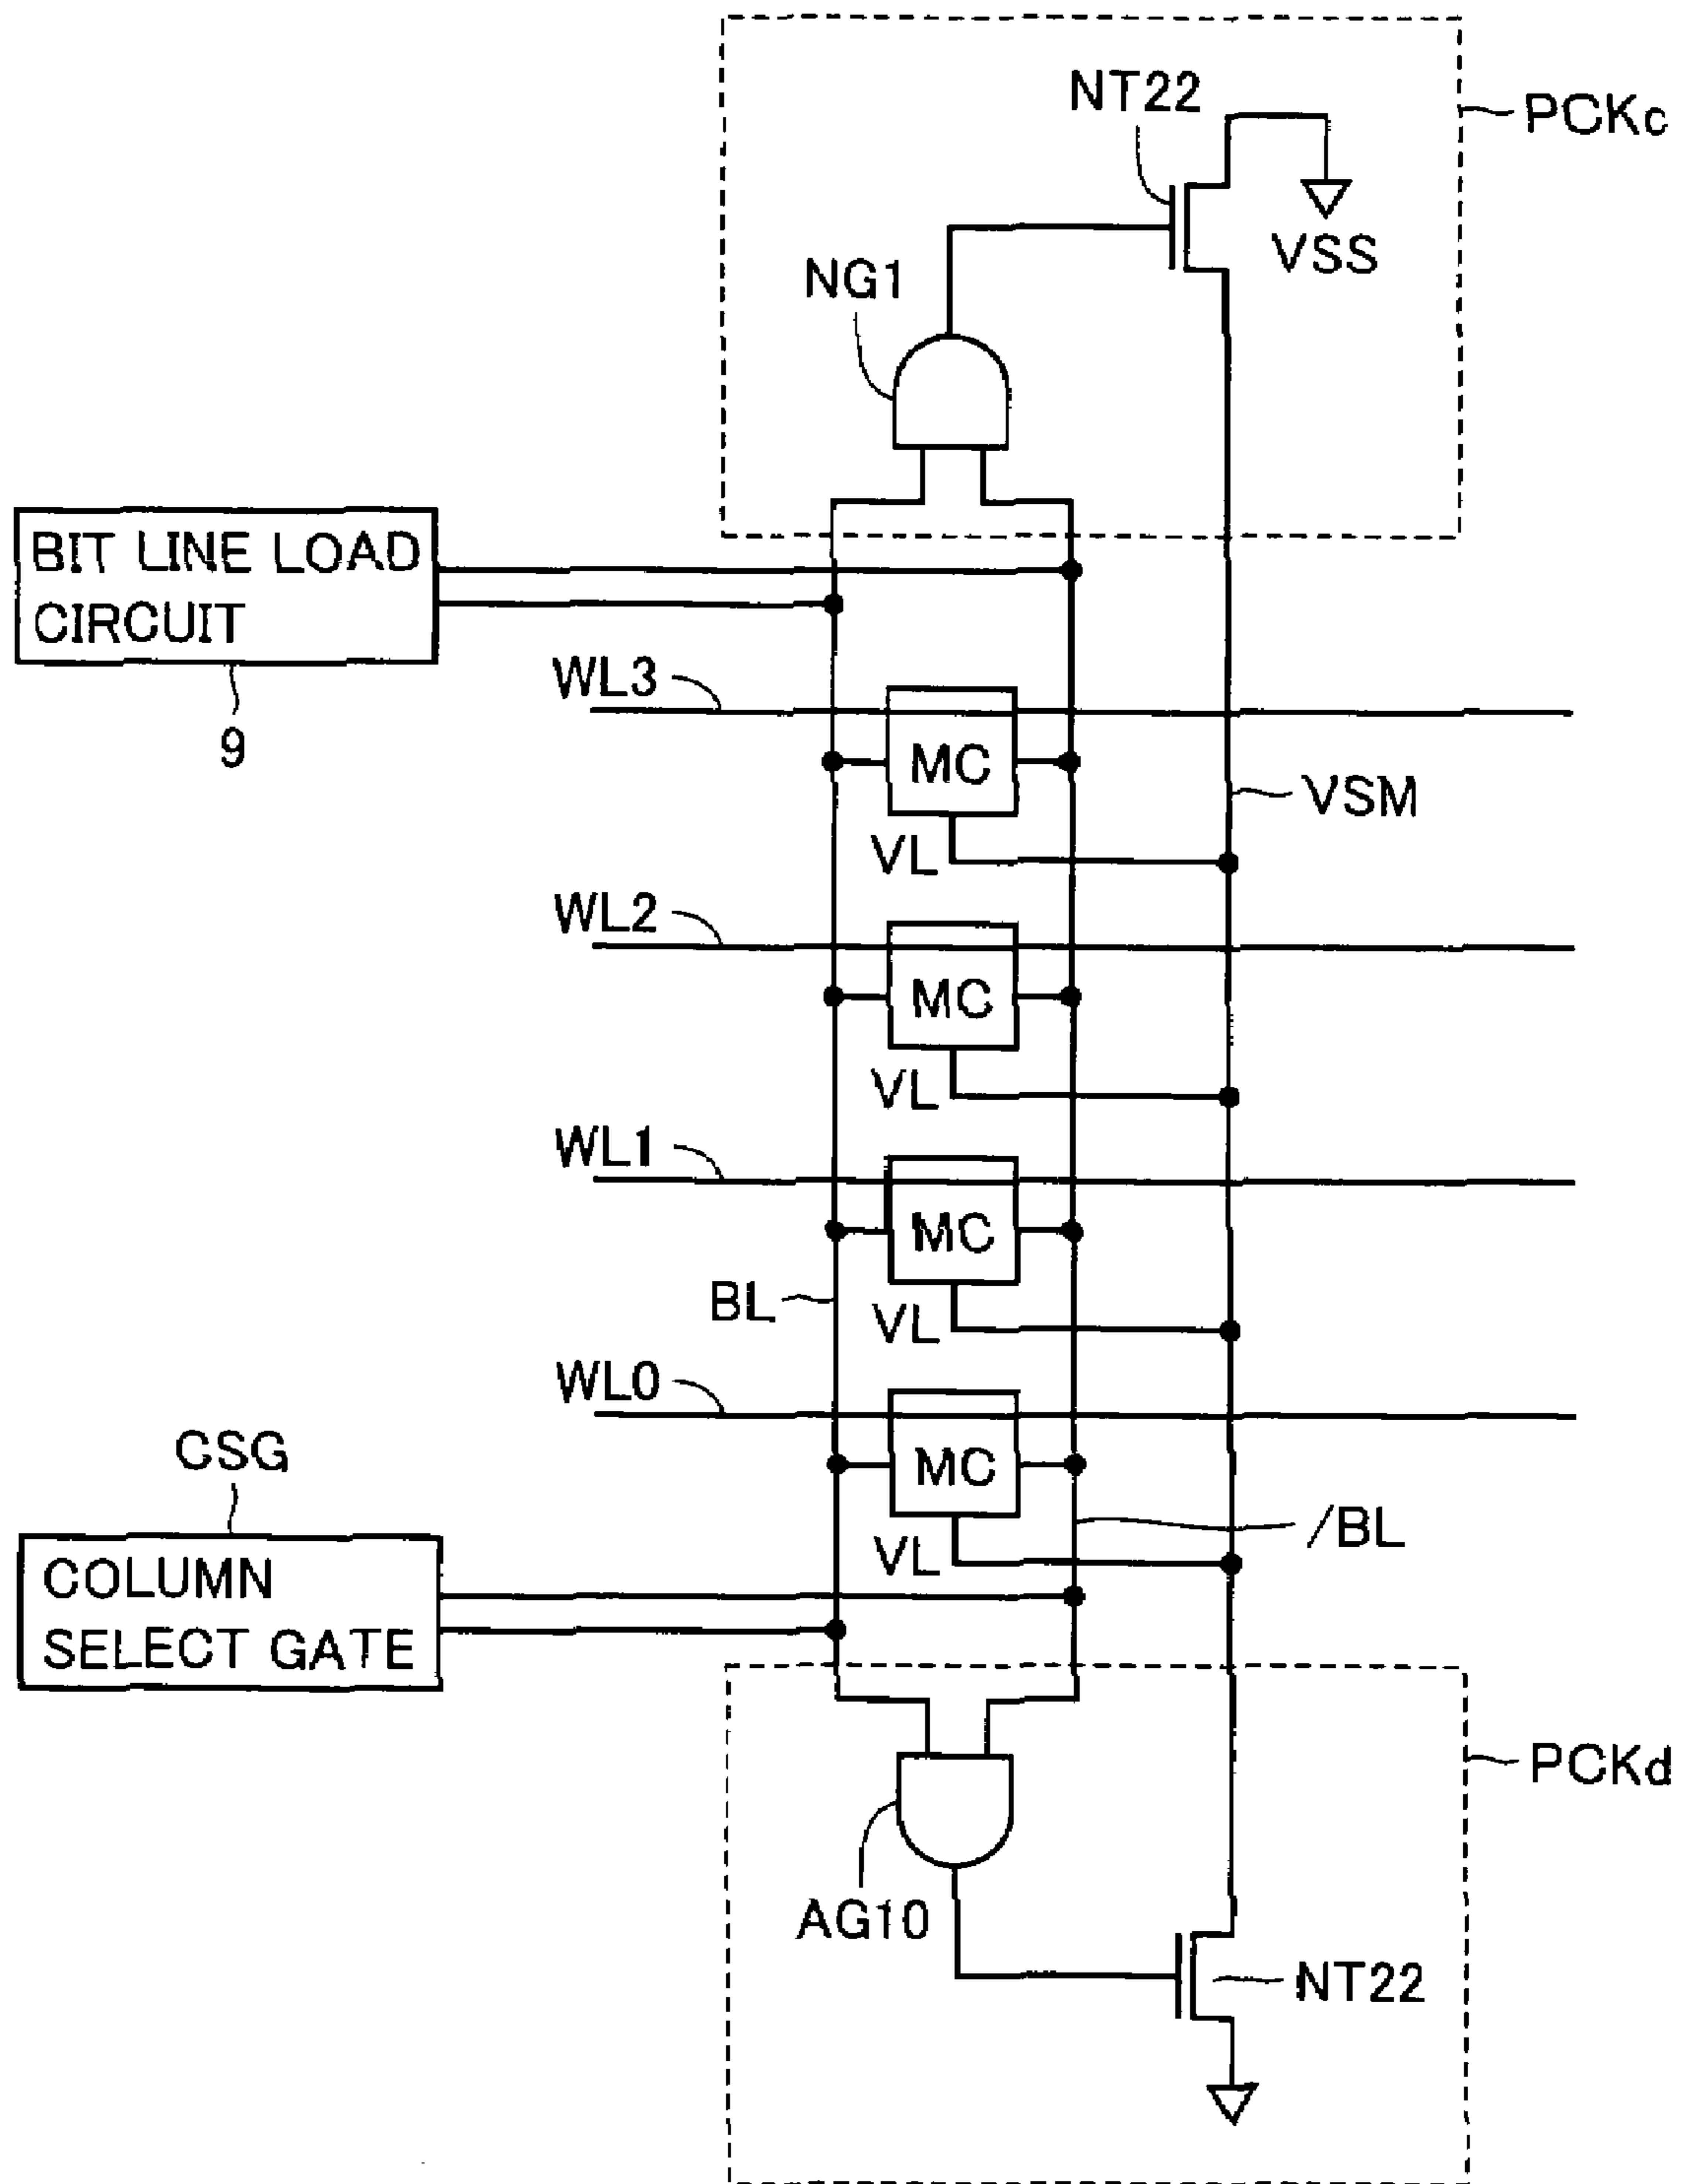 NT22
PCKc
VSS
NG1
BIT LINE LOAD
CIRCUIT
9
WL3
MC
VSM
VL
WL2
MC
VL
WL1
MC
BL
VL
WL0
CSG
MC
/BL
VL
COLUMN
SELECT GATE
PCKd
AG10
NT22